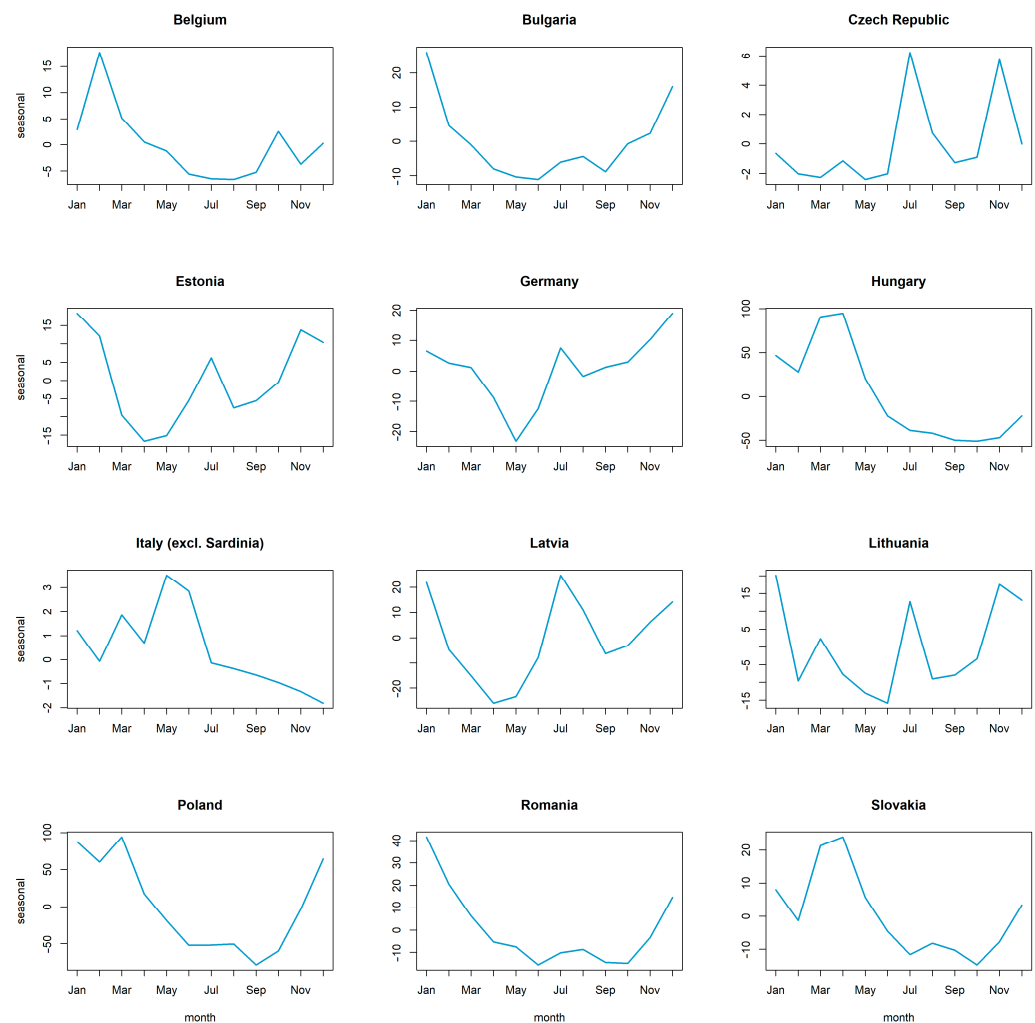 Belgium
seasonal
15
10
5
0
-5
Jan Mar May Jul Sep Nov
Bulgaria
20
10
0
-10
Jan Mar May Jul Sep Nov
Czech Republic
6
4
2
0
-2
Jan Mar May Jul Sep Nov
Estonia
seasonal
15
5
0
-5
-15
Jan Mar May Jul Sep Nov
Germany
20
10
0
-10
-20
Jan Mar May Jul Sep Nov
Hungary
100
50
0
-50
Jan Mar May Jul Sep Nov
Italy (excl. Sardinia)
seasonal
3
2
1
0
-1
-2
Jan Mar May Jul Sep Nov
Latvia
20
10
0
-20
Jan Mar May Jul Sep Nov
Lithuania
15
5
-5
-15
Jan Mar May Jul Sep Nov
Poland
seasonal
100
50
0
-50
Jan Mar May Jul Sep Nov
month
Romania
40
30
20
10
0
-10
Jan Mar May Jul Sep Nov
month
Slovakia
20
10
0
-10
Jan Mar May Jul Sep Nov
month